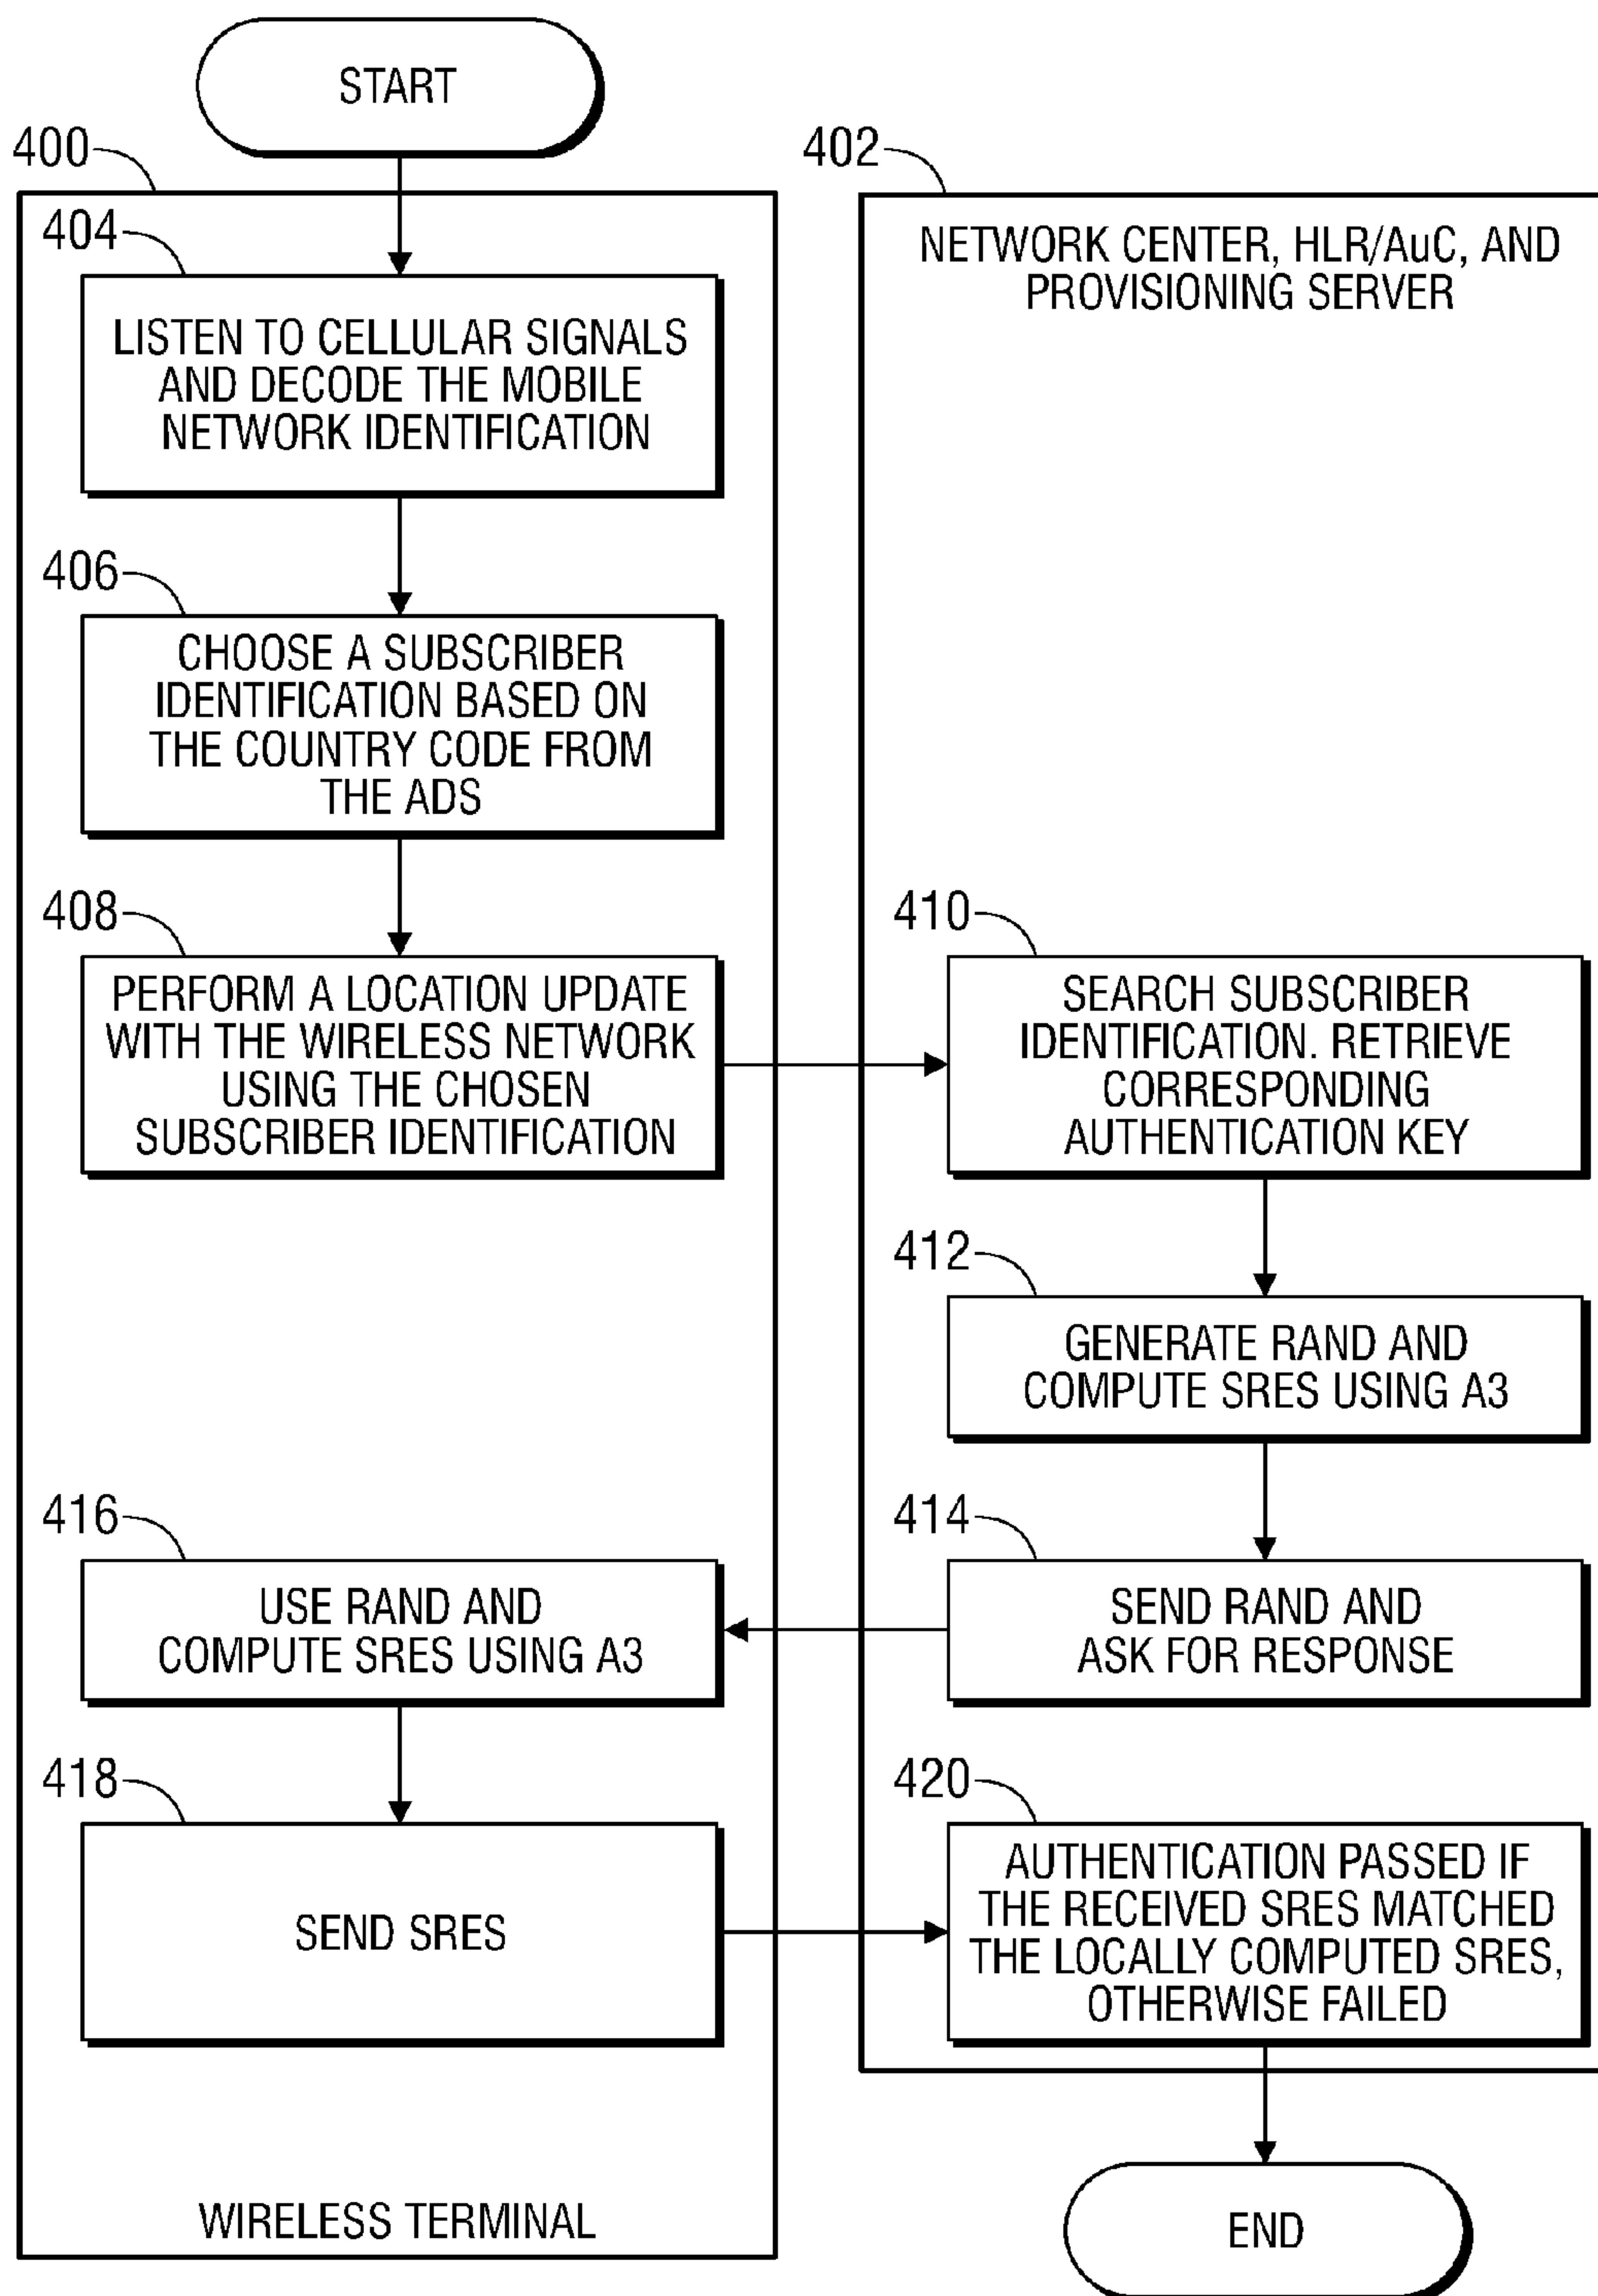 START
400
402
404
LISTEN TO CELLULAR SIGNALS
AND DECODE THE MOBILE
NETWORK IDENTIFICATION
NETWORK CENTER, HLR/AuC, AND
PROVISIONING SERVER
406
CHOOSE A SUBSCRIBER
IDENTIFICATION BASED ON
THE COUNTRY CODE FROM
THE ADS
408
PERFORM A LOCATION UPDATE
WITH THE WIRELESS NETWORK
USING THE CHOSEN
SUBSCRIBER IDENTIFICATION
410
SEARCH SUBSCRIBER
IDENTIFICATION. RETRIEVE
CORRESPONDING
AUTHENTICATION KEY
412
GENERATE RAND AND
COMPUTE SRES USING A3
414
SEND RAND AND
ASK FOR RESPONSE
416
USE RAND AND
COMPUTE SRES USING A3
418
SEND SRES
420
AUTHENTICATION PASSED IF
THE RECEIVED SRES MATCHED
THE LOCALLY COMPUTED SRES,
OTHERWISE FAILED
WIRELESS TERMINAL
END